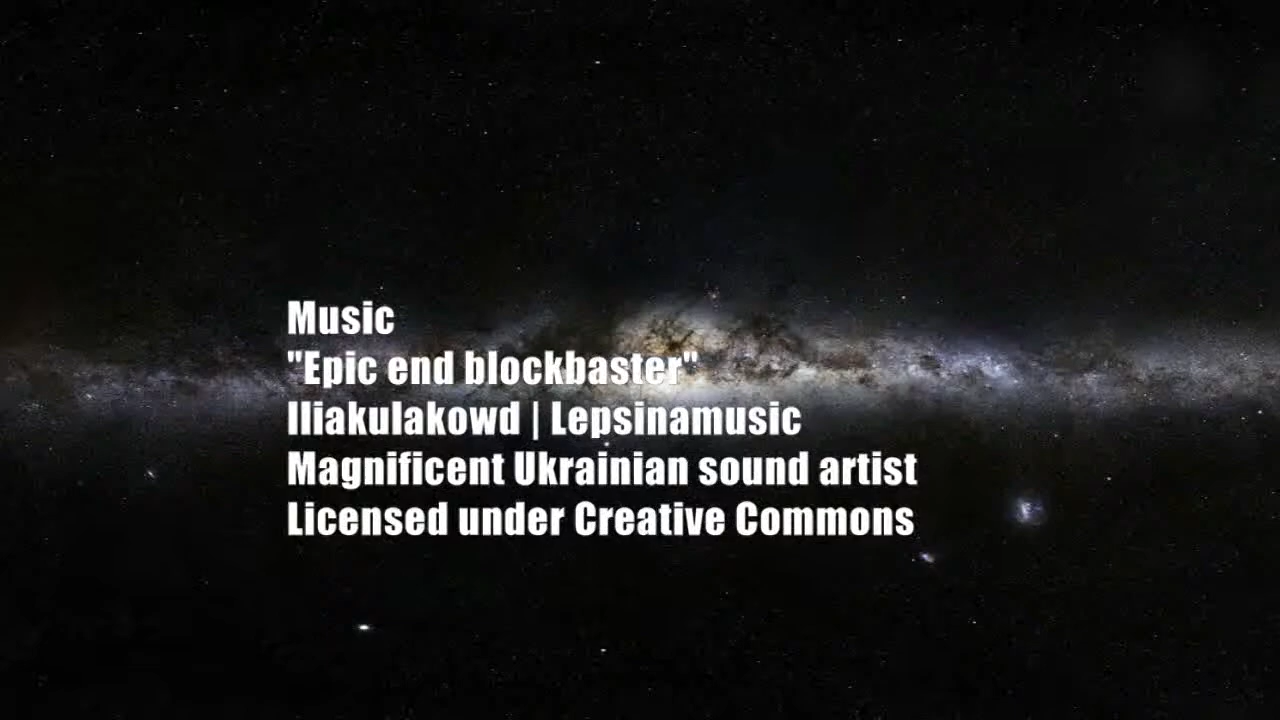 Music
"Epic end blockbaster"
Iliakulakowd | Lepsinamusic
Magnificent Ukrainian sound artist
Licensed under Creative Commons